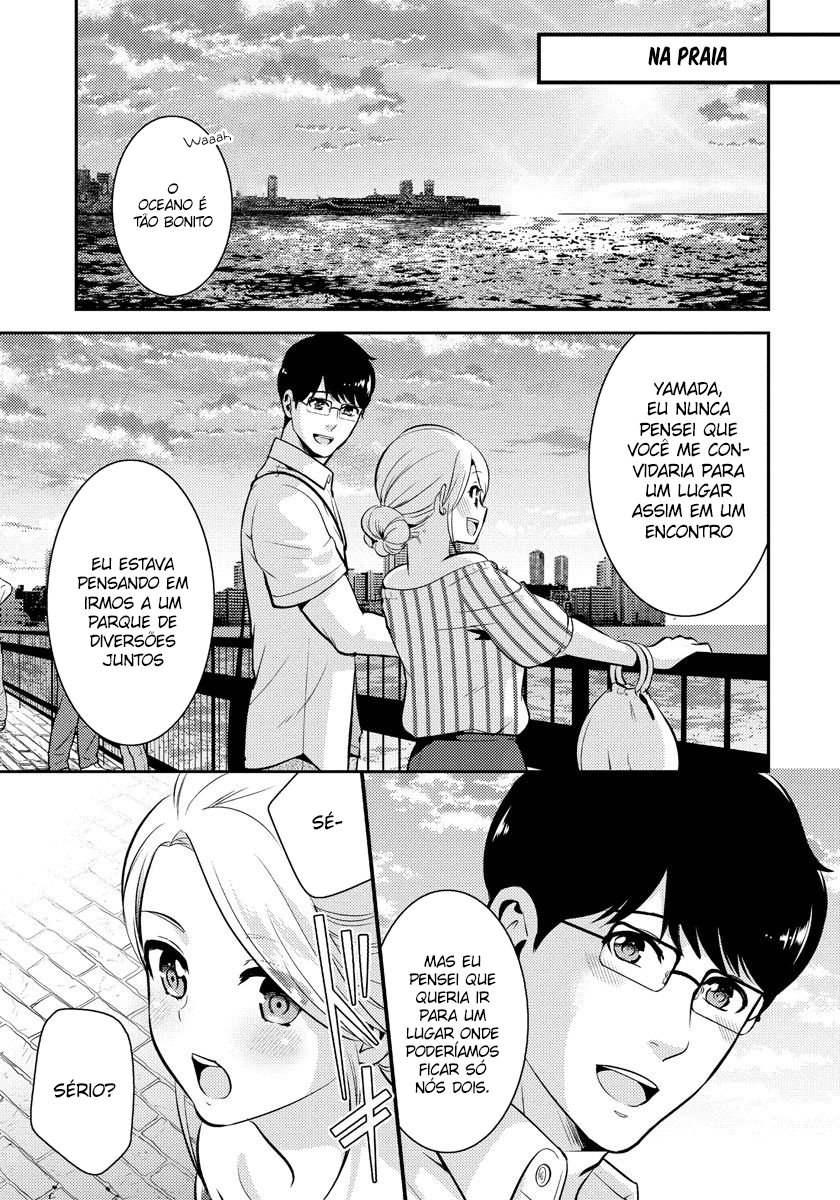 NA PRAIA
Waaah
O
OCEANO É
TÃO BONITO
YAMADA,
EU NUNCA
PENSEI QUE
VOCÊ ME CON-
VIDARIA PARA
UM LUGAR
ASSIM EM UM
ENCONTRO
EU ESTAVA
PENSANDO EM
IRMOS A UM
PARQUE DE
DIVERSÕES
JUNTOS
MAS EU
PENSEI QUE
QUERIA IR
PARA UM
LUGAR ONDE
PODERÍAMOS
FICAR SÓ
NÓS DOIS.
SÉ-
SÉRIO?